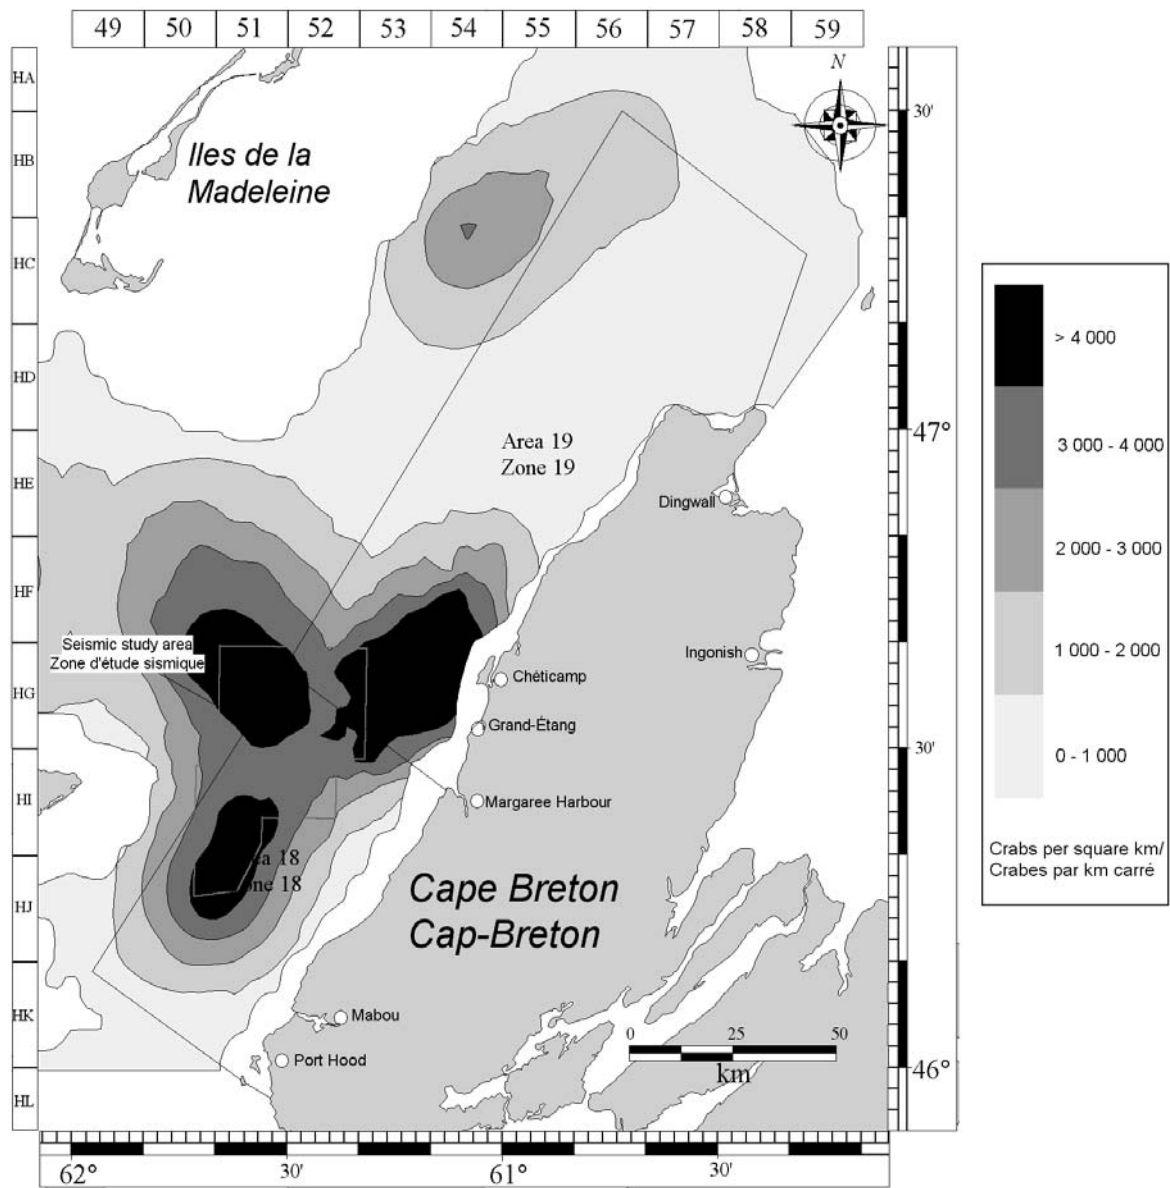 49 50 51 52 53 54 55 56 57 58 59
HA
N
30'
HB
Iles de la
Madeleine
HC
> 4 000
HD
47°
Area 19
Zone 19
3 000 - 4 000
HE
Dingwall
2 000 - 3 000
HF
Seismic study area
Zone d'étude sismique
Ingonish
1 000 - 2 000
HG
Chéticamp
Grand-Étang
30'
0 - 1 000
HI
Margaree Harbour
Crabs per square km/
Crabes par km carré
18
18
Cape Breton
Cap-Breton
HJ
HK
Mabou
0 25 50
km
Port Hood
46°
HL
62° 30' 61° 30'